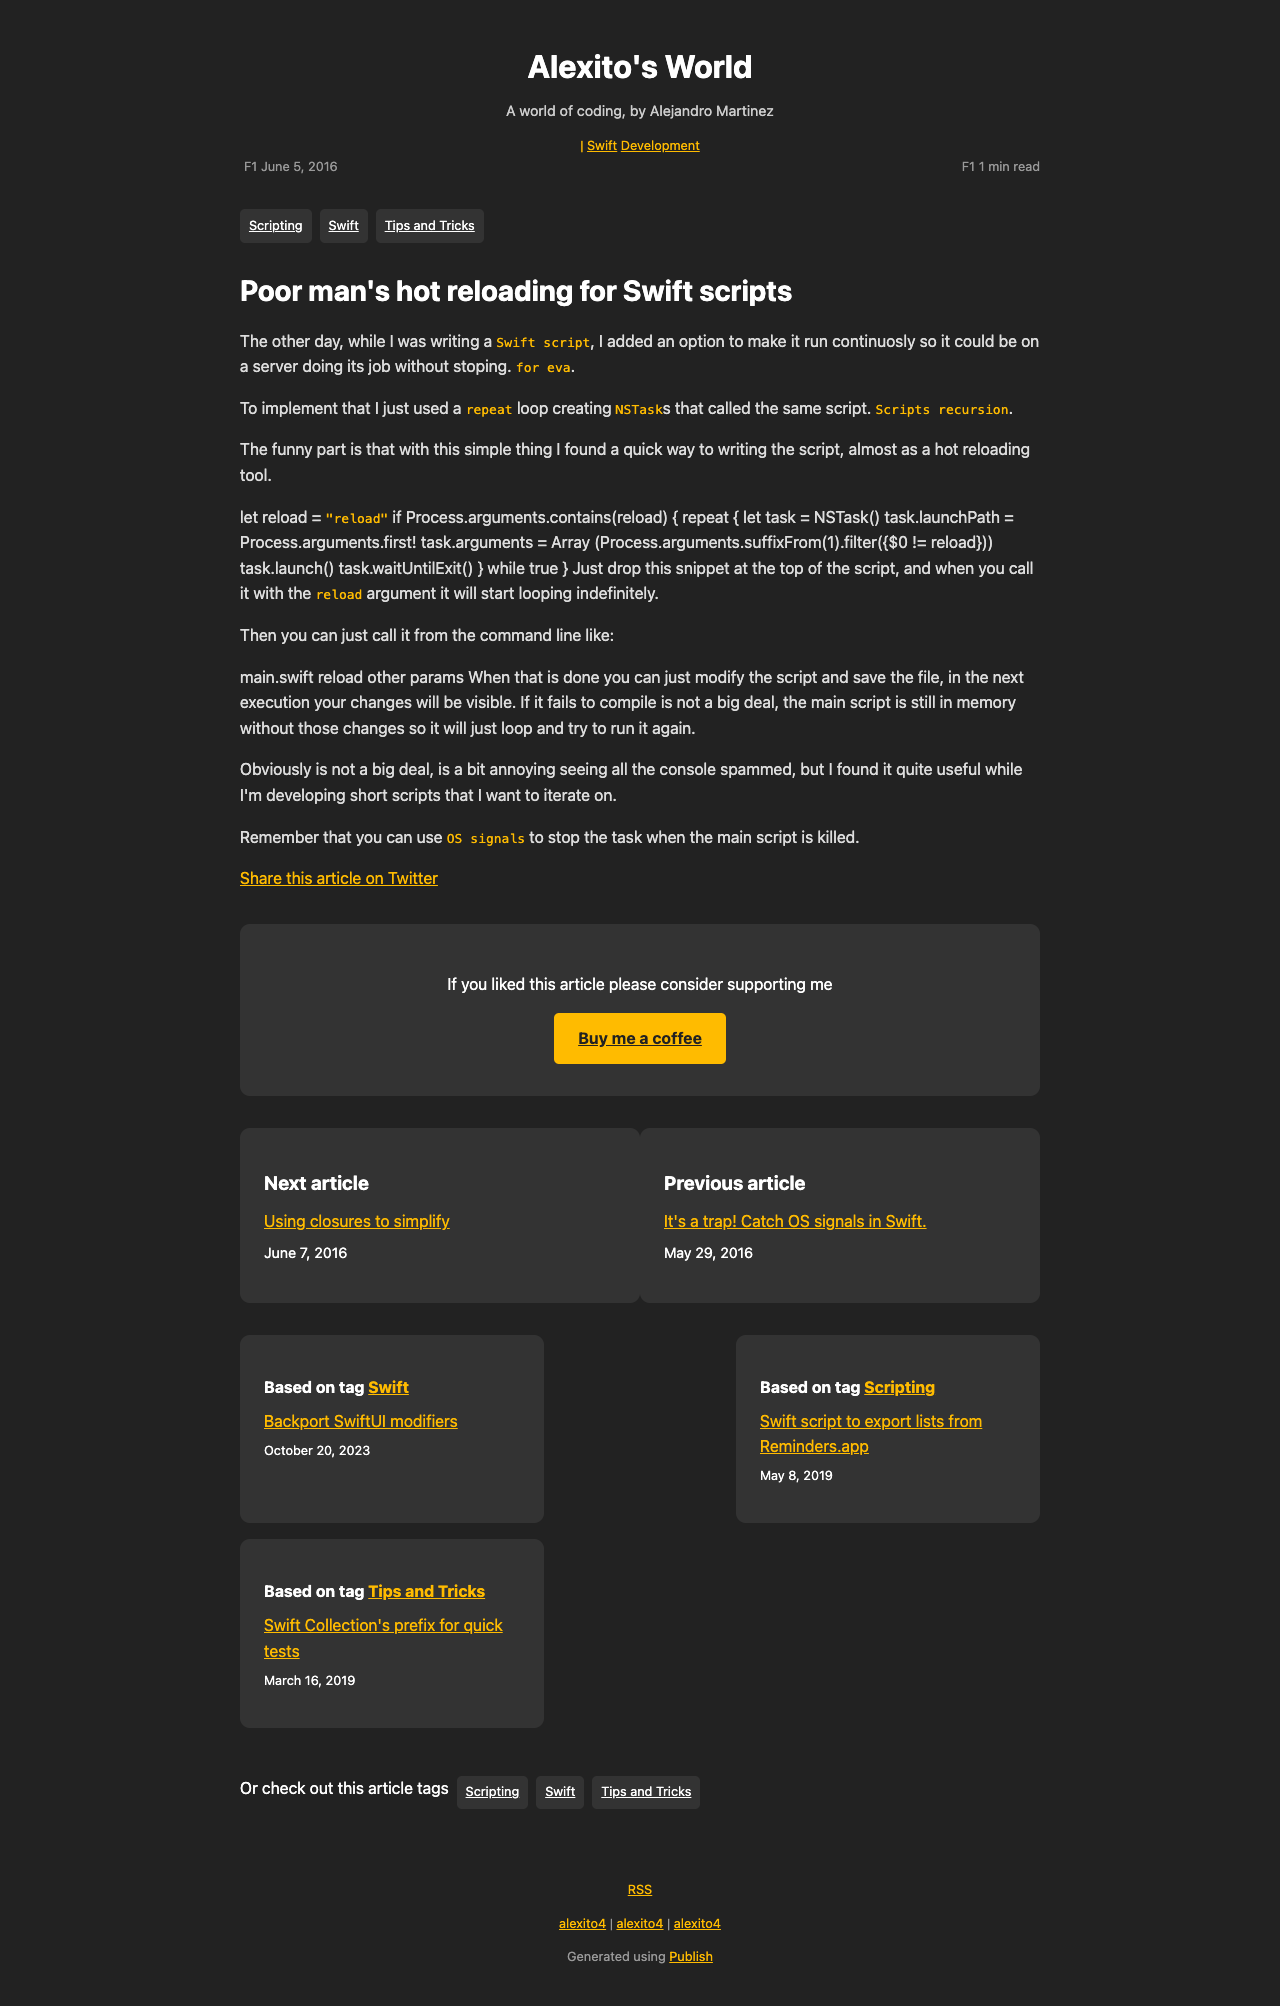 Alexito's World
A world of coding, by Alejandro Martinez
| Swift Development
F1 June 5, 2016
F1 1 min read
Scripting Swift Tips and Tricks
Poor man's hot reloading for Swift scripts
The other day, while I was writing a Swift script, I added an option to make it run continuosly so it could be on
a server doing its job without stoping. for eva.
To implement that I just used a repeat loop creating NSTasks that called the same script. Scripts recursion.
The funny part is that with this simple thing I found a quick way to writing the script, almost as a hot reloading
tool.
let reload = "reload" if Process.arguments.contains(reload) { repeat { let task = NSTask() task.launchPath =
Process.arguments.first! task.arguments = Array (Process.arguments.suffixFrom(1).filter({$0 != reload}))
task.launch() task.waitUntilExit() } while true } Just drop this snippet at the top of the script, and when you call
it with the reload argument it will start looping indefinitely.
Then you can just call it from the command line like:
main.swift reload other params When that is done you can just modify the script and save the file, in the next
execution your changes will be visible. If it fails to compile is not a big deal, the main script is still in memory
without those changes so it will just loop and try to run it again.
Obviously is not a big deal, is a bit annoying seeing all the console spammed, but I found it quite useful while
I'm developing short scripts that I want to iterate on.
Remember that you can use OS signals to stop the task when the main script is killed.
Share this article on Twitter
If you liked this article please consider supporting me
Buy me a coffee
Next article
Using closures to simplify
June 7, 2016
Previous article
It's a trap! Catch OS signals in Swift.
May 29, 2016
Based on tag Swift
Backport SwiftUI modifiers
October 20, 2023
Based on tag Scripting
Swift script to export lists from
Reminders.app
May 8, 2019
Based on tag Tips and Tricks
Swift Collection's prefix for quick
tests
March 16, 2019
Or check out this article tags Scripting Swift Tips and Tricks
RSS
alexito4 | alexito4 | alexito4
Generated using Publish